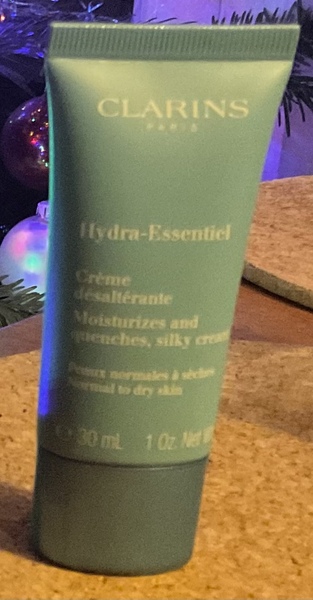 CLARINS
PARIS
Hydra-Essentiel
Crème
désaltérante
Moisturizes and
quenches, silky cream
Peaux normales à sèches
Normal to dry skin
30 mL 1 Oz. Net